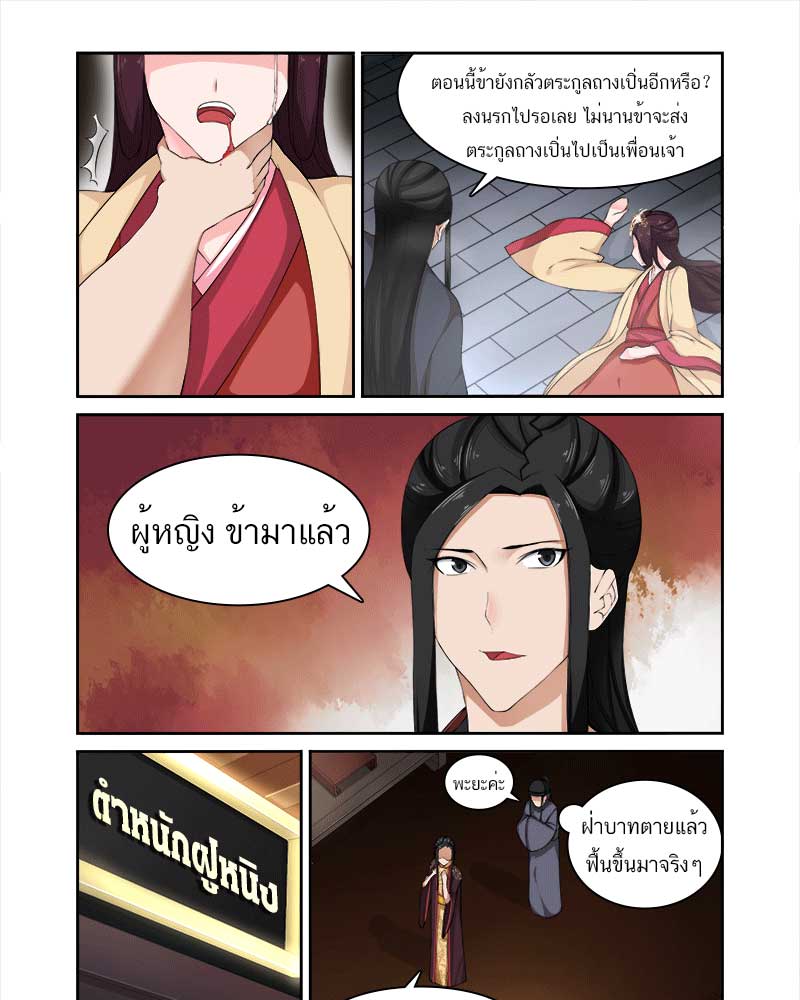 ตอนนี้ข้ายังกลัวตระกูลถางเปิ่นอีกหรือ?
ลงนรกไปรอเลย ไม่นานข้าจะส่ง
ตระกูลถางเปิ่นไปเป็นเพื่อนเจ้า
ผู้หญิง ข้ามาแล้ว
ตำหนักฝูหนิง
พะยะค่ะ
ฝ่าบาทตายแล้ว
ฟื้นขึ้นมาจริงๆ